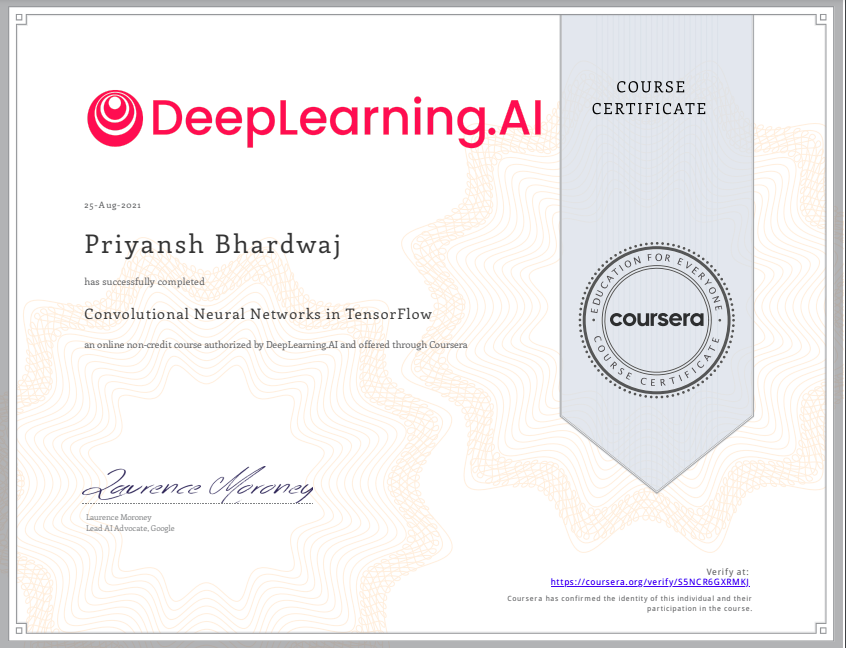 DeepLearning.AI
COURSE
CERTIFICATE
25-Aug-2021
Priyansh Bhardwaj
has successfully completed
Convolutional Neural Networks in TensorFlow
an online non-credit course authorized by DeepLearning.AI and offered through Coursera
EDUCATION FOR EVERYONE
coursera
COURSE CERTIFICATE
Laurence Moroney
Laurence Moroney
Lead AI Advocate, Google
Verify at:
https://coursera.org/verify/S5NCR6GXRMKJ
Coursera has confirmed the identity of this individual and their
participation in the course.